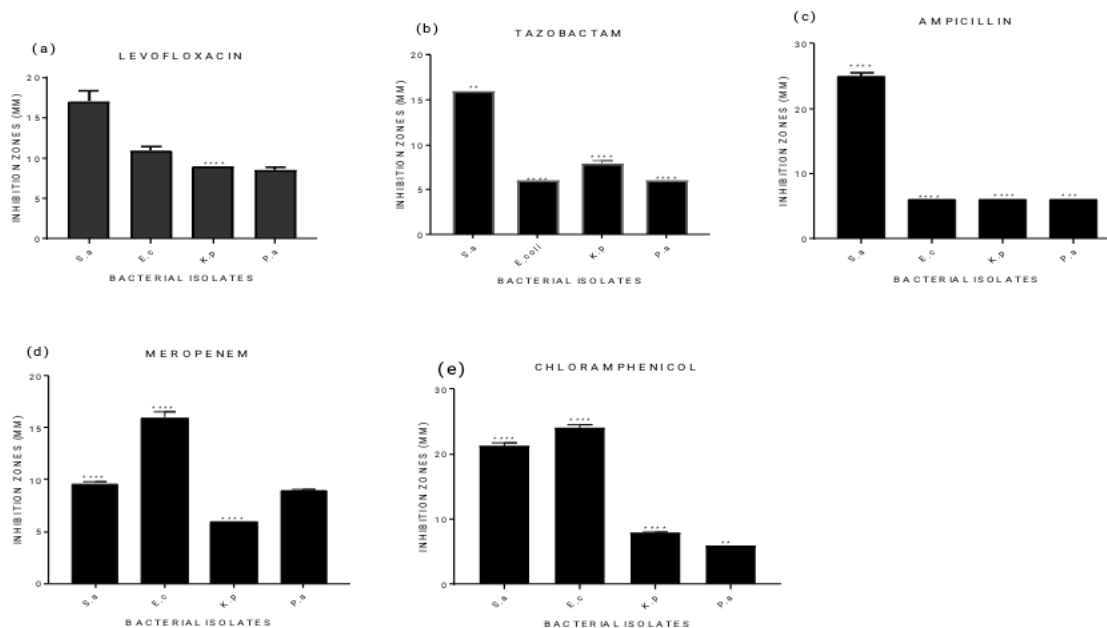 (a)
LEVOFLOXACIN
INHIBITION ZONES (MM)
20
15
10
5
0
****
S.a
E.c
K.p
P.a
BACTERIAL ISOLATES
(b)
TAZOBACTAM
INHIBITION ZONES (MM)
20
15
10
5
0
**
****
****
****
S.a
E.coli
K.p
P.a
BACTERIAL ISOLATES
(c)
AMPICILLIN
INHIBITION ZONES (MM)
30
20
10
0
****
****
****
***
S.a
E.c
K.p
P.a
BACTERIAL ISOLATES
(d)
MEROPENEM
INHIBITION ZONES (MM)
20
15
10
5
0
****
****
****
S.a
E.c
K.p
P.a
BACTERIAL ISOLATES
(e)
CHLORAMPHENICOL
INHIBITION ZONES (MM)
30
20
10
0
****
****
****
**
S.a
E.c
K.p
P.a
BACTERIAL ISOLATES